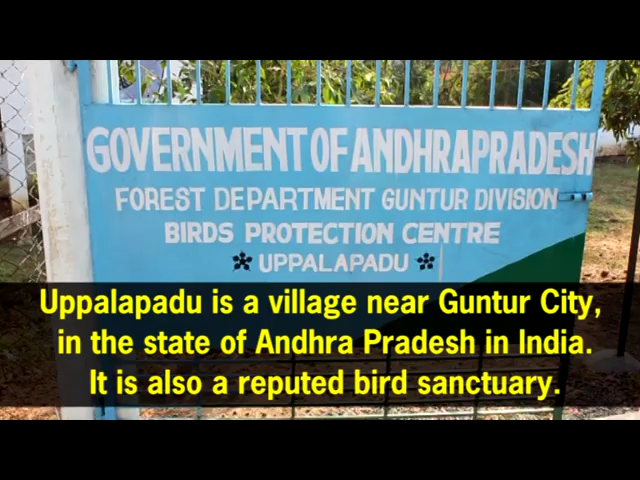 GOVERNMENT OF ANDHRAPRADESH
FOREST DEPARTMENT GUNTUR DIVISION
BIRDS PROTECTION CENTRE
UPPALAPADU
Uppalapadu is a village near Guntur City,
in the state of Andhra Pradesh in India.
It is also a reputed bird sanctuary.